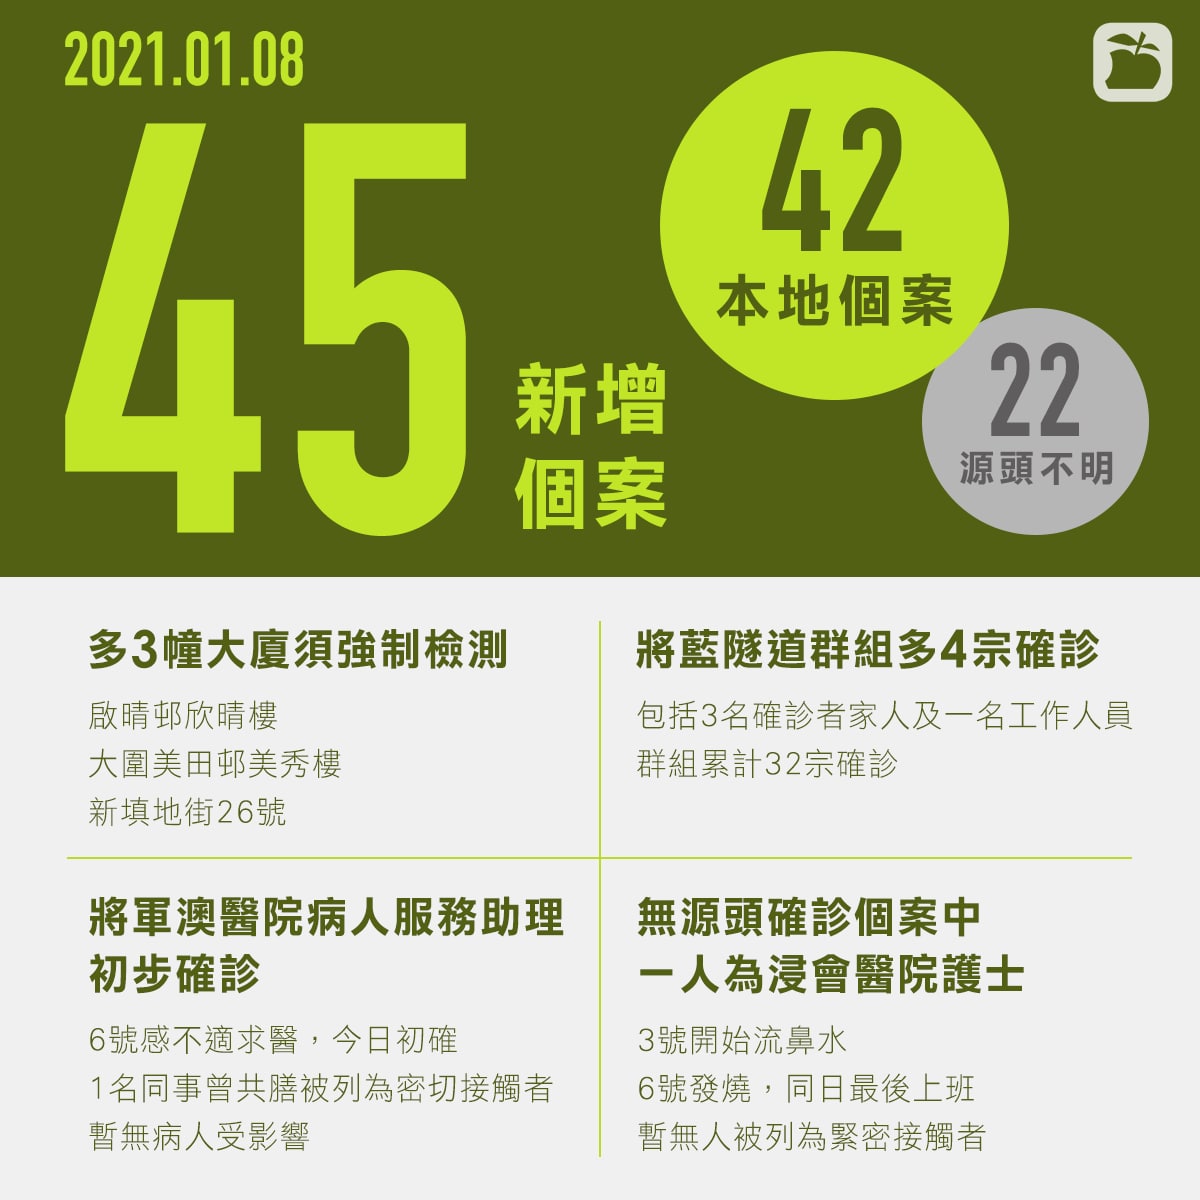 2021.01.08
45
新增
個案
42
本地個案
22
源頭不明
多3幢大廈須強制檢測
啟晴邨欣晴樓
大圍美田邨美秀樓
新填地街26號
將藍隧道群組多4宗確診
包括3名確診者家人及一名工作人員
群組累計32宗確診
將軍澳醫院病人服務助理
初步確診
6號感不適求醫，今日初確
1名同事曾共膳被列為密切接觸者
暫無病人受影響
無源頭確診個案中
一人為浸會醫院護士
3號開始流鼻水
6號發燒，同日最後上班
暫無人被列為緊密接觸者